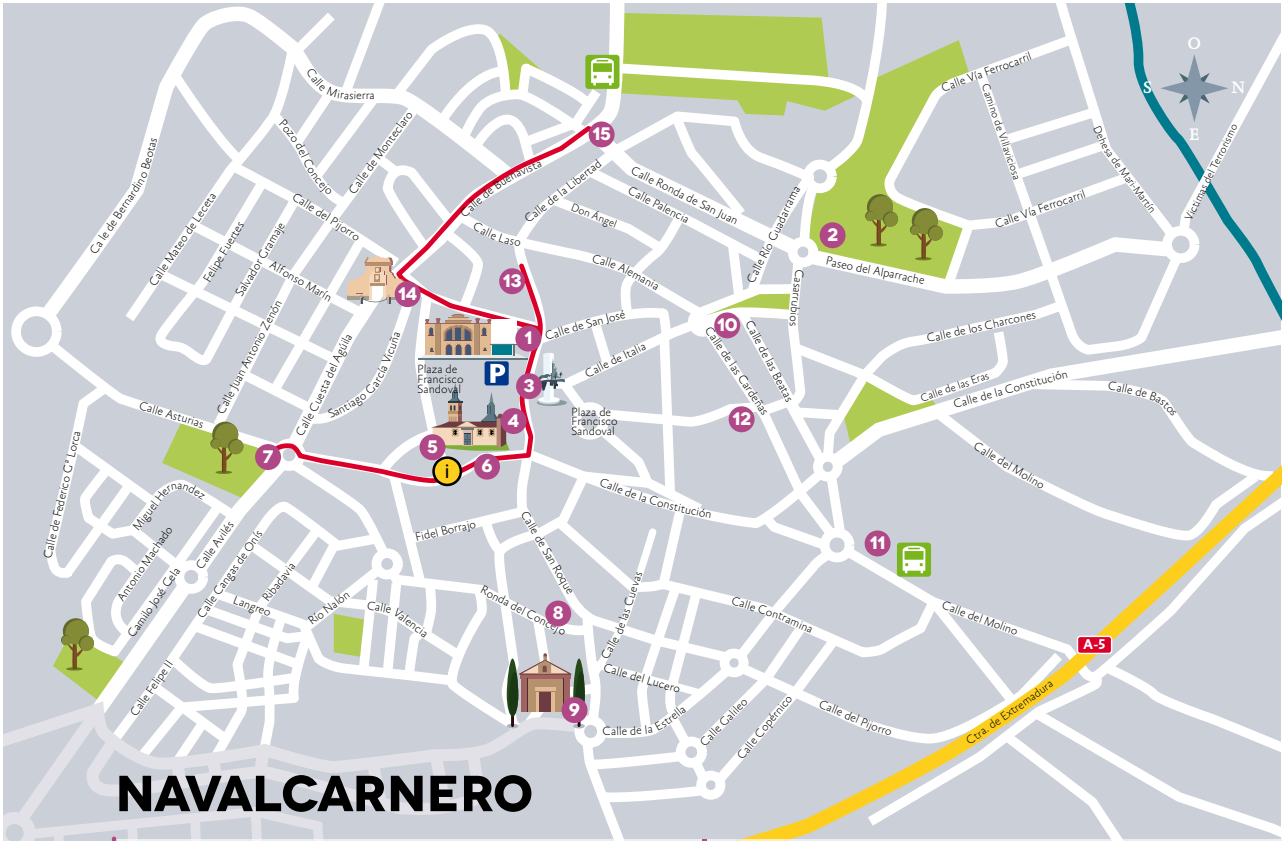 O
S
N
E
Calle Vía Ferrocarril
Calle Mirasierra
Camino de Villaviciosa
15
Dehesa de Mari-Martín
Víctimas del Terrorismo
Pozo del Concejo
Calle de Monteclaro
Ca le de Bernardino Beotas
Calle de Buenavista
Calle de la Libertad
Calle Ronda de San Juan
Calle Palencia
Calle Mateo de Leceta
Felipe Fuertes
Salvador Gramaje
Calle del Pijorro
Don Ángel
Calle Río Guadarrama
Calle Vía Ferrocarril
2
Calle Laso
Alfonso Marín
Calle Alemania
Paseo del Alparrache
13
14
Casarrubios
Calle Juan Antonio Zenón
Calle Cuesta del Agüila
Santiago García Vicuña
1
Calle de San José
10
Calle de los Charcones
Calle de Italia
Calle de las Cardeñas
Calle de las Beatas
Plaza de
Francisco
Sandoval
P
3
Calle de las Eras
Calle de la Constitución
Calle de Bastos
Calle Asturias
4
Plaza de
Francisco
Sandoval
12
5
7
i
6
Calle del Molino
Calle de Federico Gª Lorca
Miguel Hernandez
Calle de la Constitución
Fidel Borrajo
Calle de San Roque
11
Antonio Machado
Calle Avilés
Calle Cangas de Onís
Camilo José Cela
Ribadavia
Langreo
Río Nalón
Calle Valencia
Ronda del Concejo
8
Calle de las Cuevas
Calle Contramina
Calle del Molino
A-5
Calle Felipe II
Calle del Lucero
9
Calle de la Estrella
Calle Galileo
Calle Copérnico
Calle del Pijorro
Ctra. de Extremadura
NAVALCARNERO